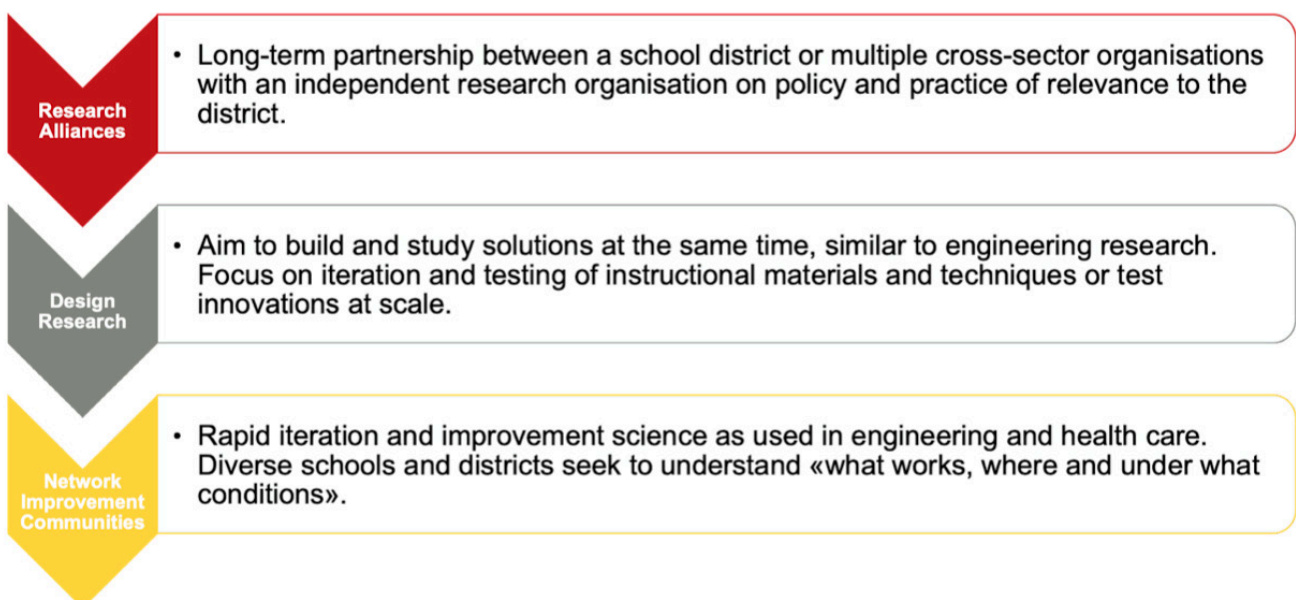 Research
Alliances
• Long-term partnership between a school district or multiple cross-sector organisations
with an independent research organisation on policy and practice of relevance to the
district.
Design
Research
• Aim to build and study solutions at the same time, similar to engineering research.
Focus on iteration and testing of instructional materials and techniques or test
innovations at scale.
Network
Improvement
Communities
• Rapid iteration and improvement science as used in engineering and health care.
Diverse schools and districts seek to understand «what works, where and under what
conditions».